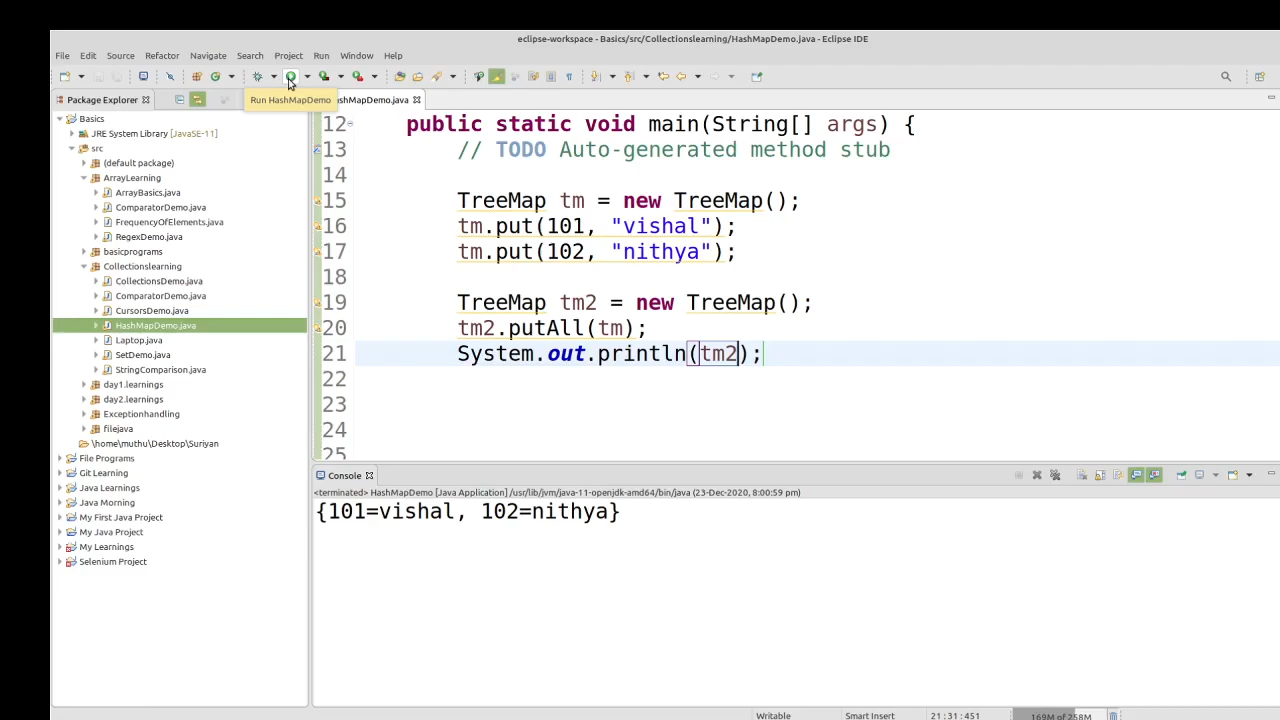 eclipse-workspace - Basics/src/Collectionslearning/HashMapDemo.java - Eclipse IDE
File Edit Source Refactor Navigate Search Project Run Window Help
Package Explorer
Run HashMapDemo
ashMapDemo.java
Basics
JRE System Library [JavaSE-11]
src
(default package)
ArrayLearning
ArrayBasics.java
ComparatorDemo.java
FrequencyOfElements.java
RegexDemo.java
basicprograms
Collectionslearning
CollectionsDemo.java
ComparatorDemo.java
CursorsDemo.java
HashMapDemo.java
Laptop.java
SetDemo.java
StringComparison.java
day1.learnings
day2.learnings
Exceptionhandling
filejava
\home\muthu\Desktop\Suriyan
File Programs
Git Learning
Java Learnings
Java Morning
My First Java Project
My Java Project
My Learnings
Selenium Project
12 public static void main(String[] args) {
13 // TODO Auto-generated method stub
14
15 TreeMap tm = new TreeMap();
16 tm.put(101, "vishal");
17 tm.put(102, "nithya");
18
19 TreeMap tm2 = new TreeMap();
20 tm2.putAll(tm);
21 System.out.println(tm2);
22
23
24
25
Console
<terminated> HashMapDemo [Java Application] /usr/lib/jvm/java-11-openjdk-amd64/bin/java (23-Dec-2020, 8:00:59 pm)
{101=vishal, 102=nithya}
Writable Smart Insert 21:31:451 169M of 258M